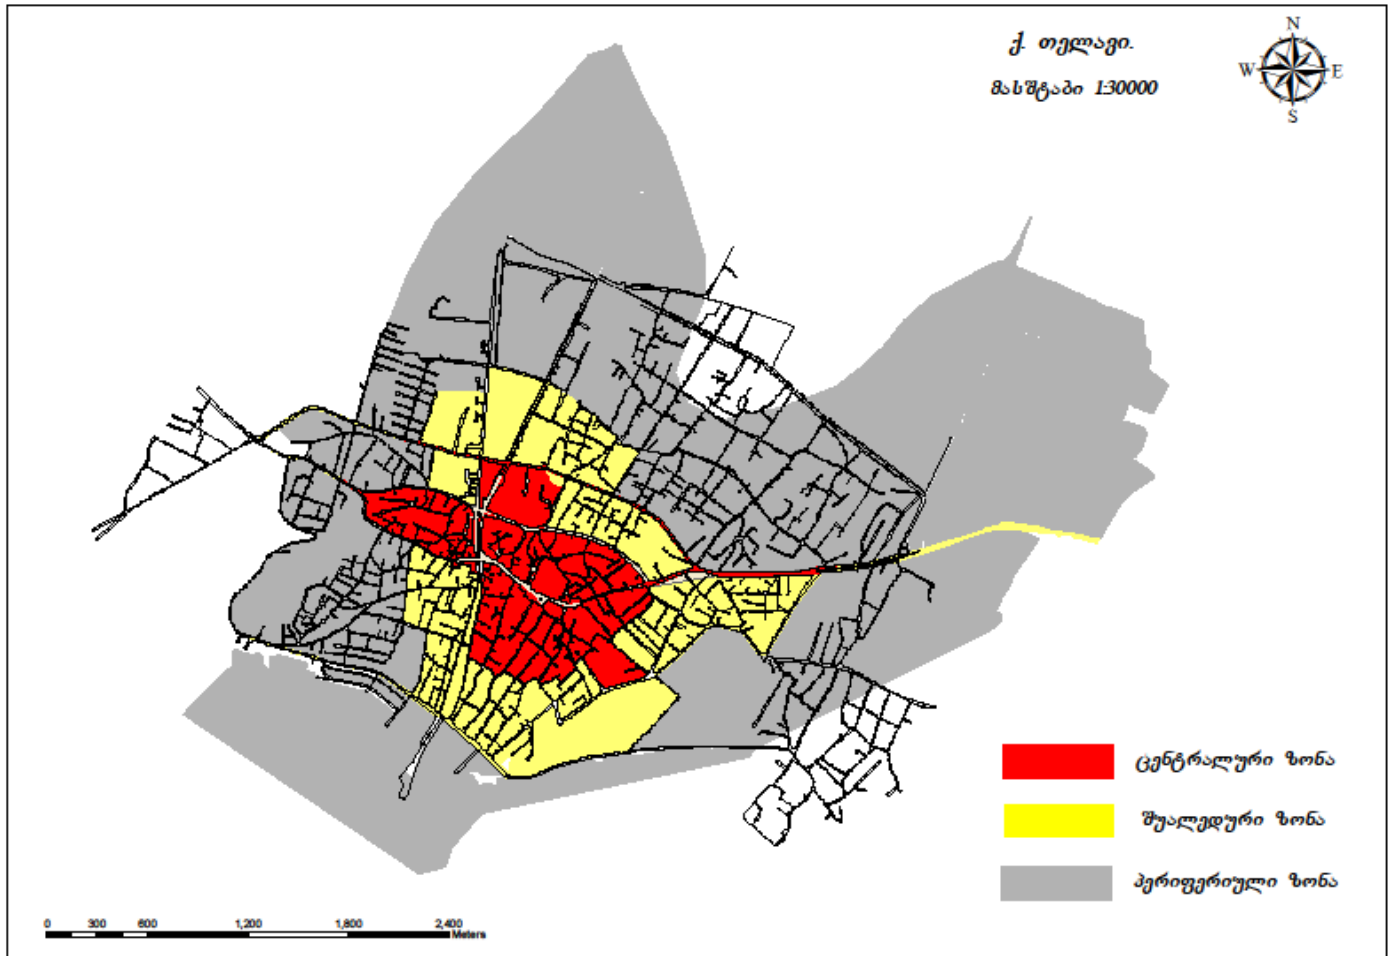 ქ. თელავი.
მასშტაბი 1:30000
N
W E
S
ცენტრალური ზონა
შუალედური ზონა
პერიფერიული ზონა
0 300 600 1,200 1,800 2,400
Meters